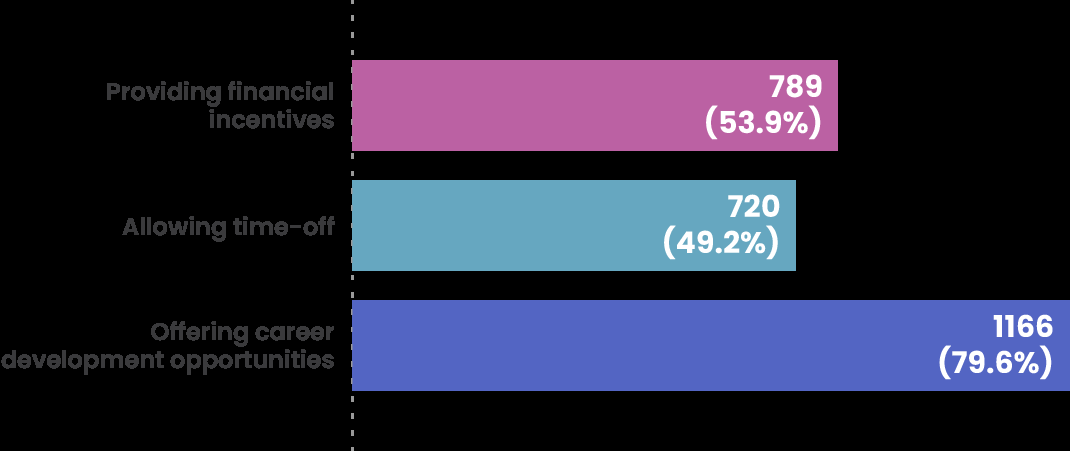 Providing financial
incentives
789
(53.9%)
Allowing time-off
720
(49.2%)
Offering career
development opportunities
1166
(79.6%)